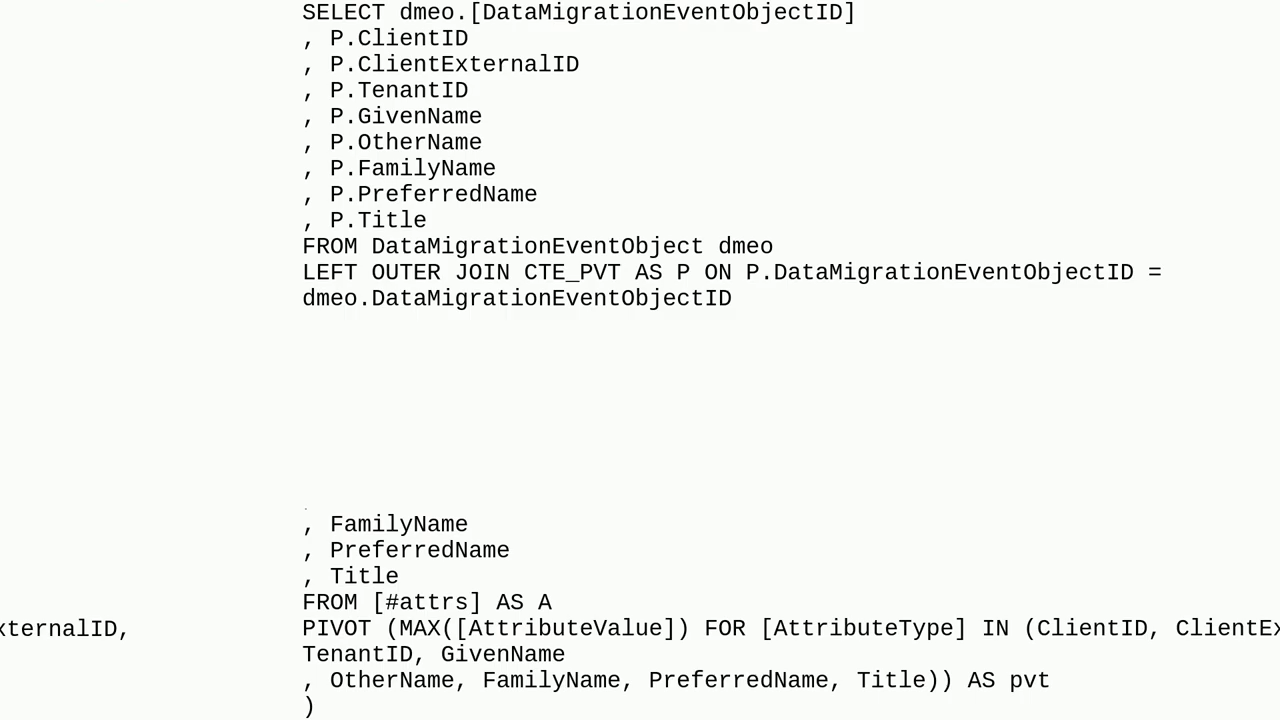 SELECT dmeo.[DataMigrationEventObjectID]
, P.ClientID
, P.ClientExternalID
, P.TenantID
, P.GivenName
, P.OtherName
, P.FamilyName
, P.PreferredName
, P.Title
FROM DataMigrationEventObject dmeo
LEFT OUTER JOIN CTE_PVT AS P ON P.DataMigrationEventObjectID =
dmeo.DataMigrationEventObjectID
, FamilyName
, PreferredName
, Title
FROM [#attrs] AS A
xternalID,
PIVOT (MAX([AttributeValue]) FOR [AttributeType] IN (ClientID, ClientEx
TenantID, GivenName
, OtherName, FamilyName, PreferredName, Title)) AS pvt
)